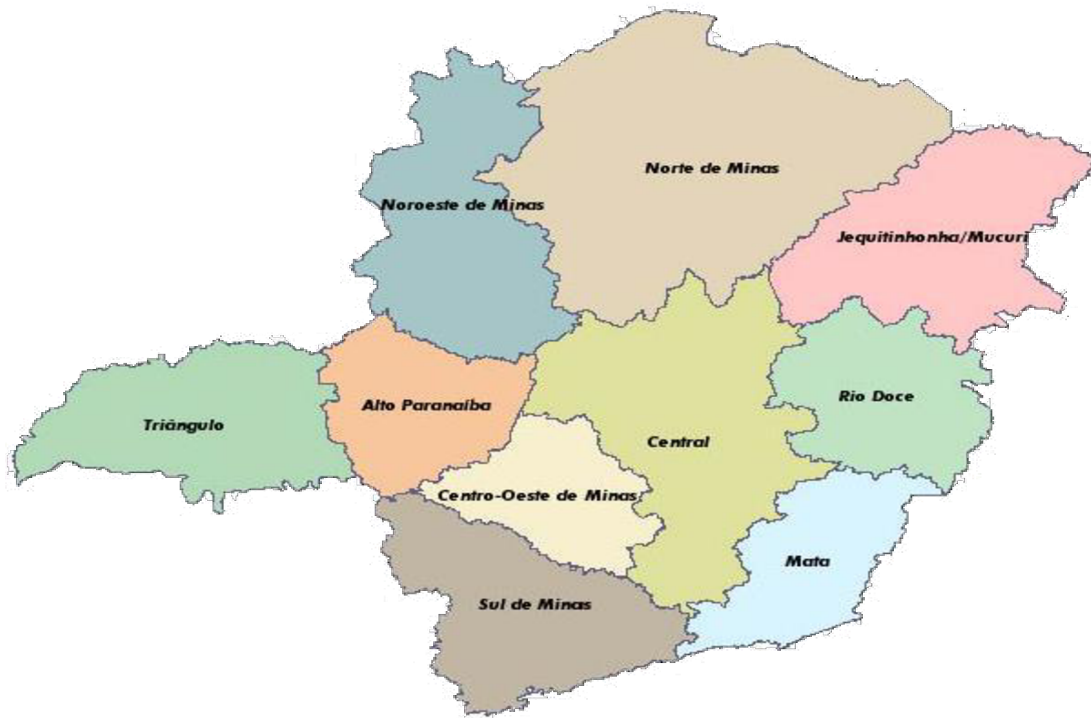 Norte de Minas
Noroeste de Minas
Jequitinhonha/Mucuri
Alto Paranaíba
Rio Doce
Triângulo
Central
Centro-Oeste de Minas
Mata
Sul de Minas